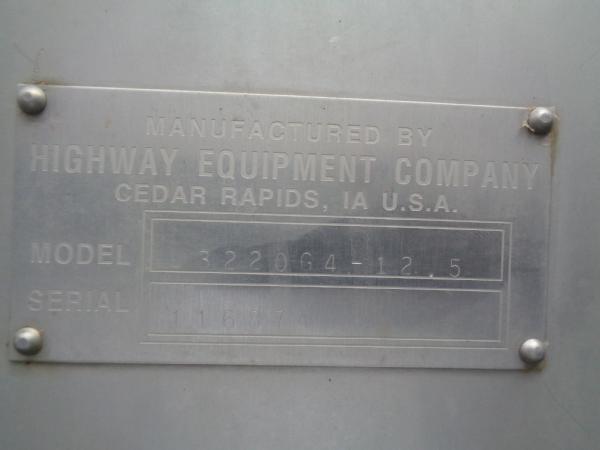 MANUFACTURED BY
HIGHWAY EQUIPMENT COMPANY
CEDAR RAPIDS, IA U.S.A.
MODEL 3220G4-12.5
SERIAL